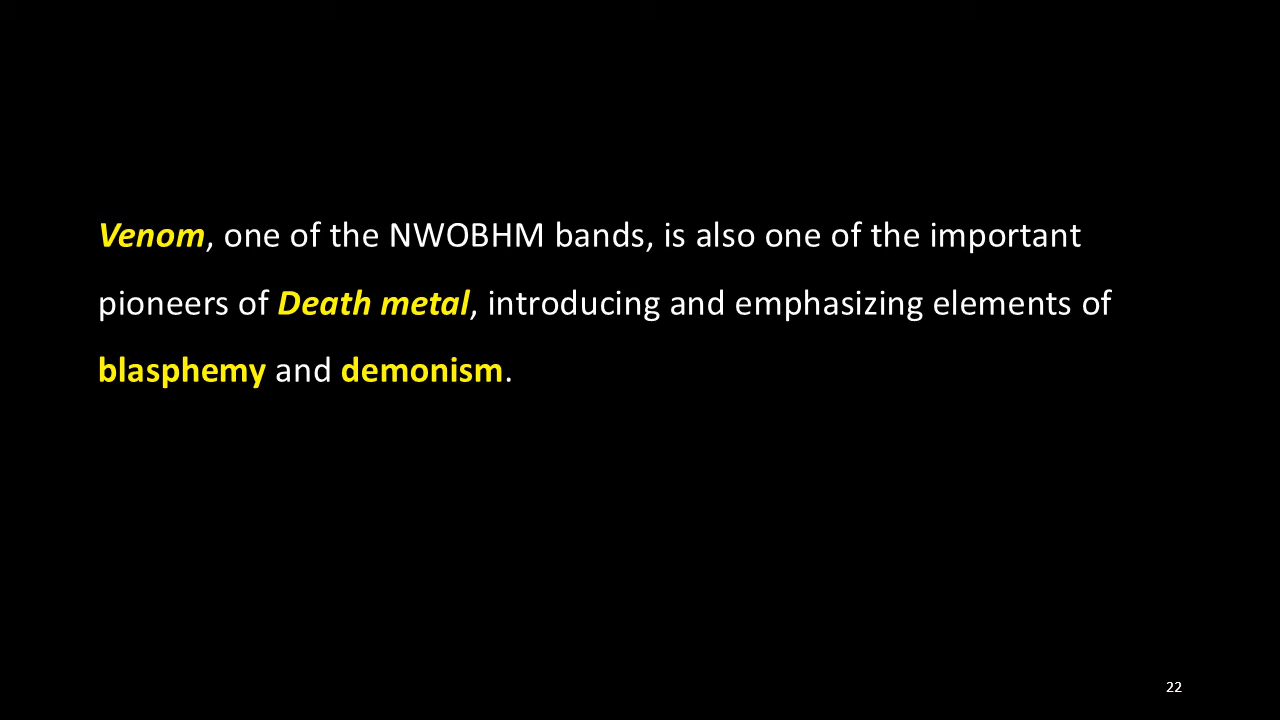 Venom, one of the NWOBHM bands, is also one of the important
pioneers of Death metal, introducing and emphasizing elements of
blasphemy and demonism.
22